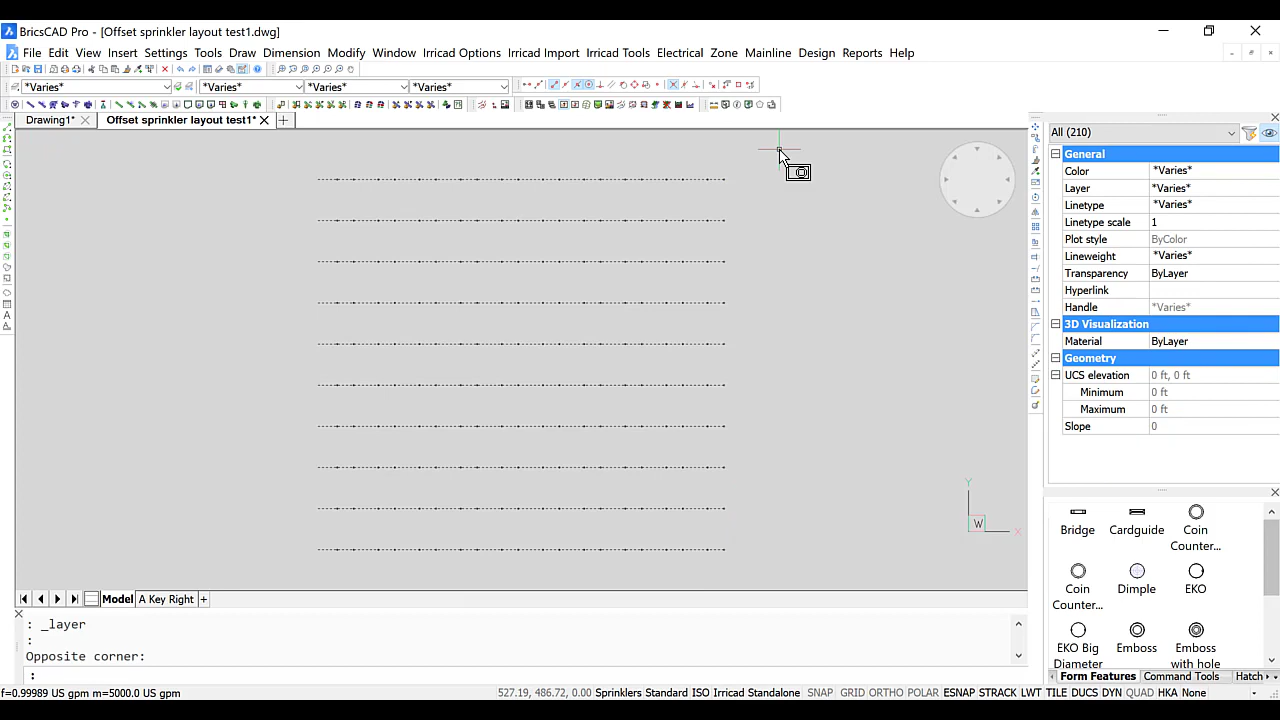 BricsCAD Pro - [Offset sprinkler layout test1.dwg]
File Edit View Insert Settings Tools Draw Dimension Modify Window Irricad Options Irricad Import Irricad Tools Electrical Zone Mainline Design Reports Help
*Varies* *Varies* *Varies* *Varies*
Drawing1* Offset sprinkler layout test1*
All (210)
General
Color *Varies*
Layer *Varies*
Linetype *Varies*
Linetype scale 1
Plot style ByColor
Lineweight *Varies*
Transparency ByLayer
Hyperlink
Handle *Varies*
3D Visualization
Material ByLayer
Geometry
UCS elevation 0 ft, 0 ft
Minimum 0 ft
Maximum 0 ft
Slope 0
Y
W
X
Bridge Cardguide Coin Counter...
Coin Counter... Dimple EKO
EKO Big Diameter Emboss Emboss with hole
Form Features Command Tools Hatch
Model A Key Right +
: _layer
:
Opposite corner:
:
f=0.99989 US gpm m=5000.0 US gpm
527.19, 486.72, 0.00 Sprinklers Standard ISO Irricad Standalone SNAP GRID ORTHO POLAR ESNAP STRACK LWT TILE DUCS DYN QUAD HKA None